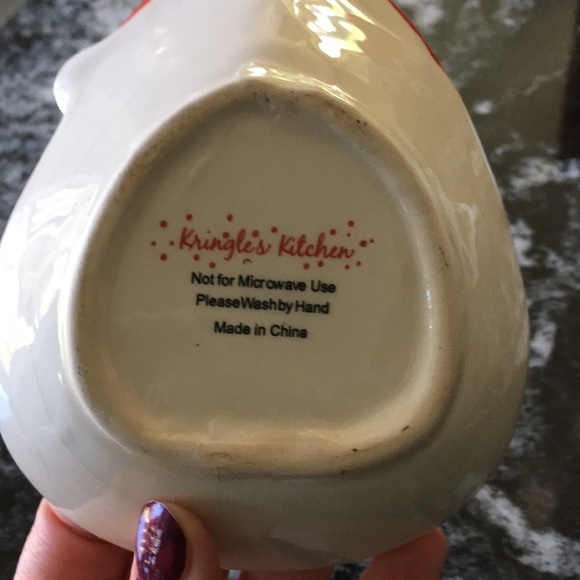 Kringle's Kitchen
Not for Microwave Use
PleaseWashbyHand
Made in China